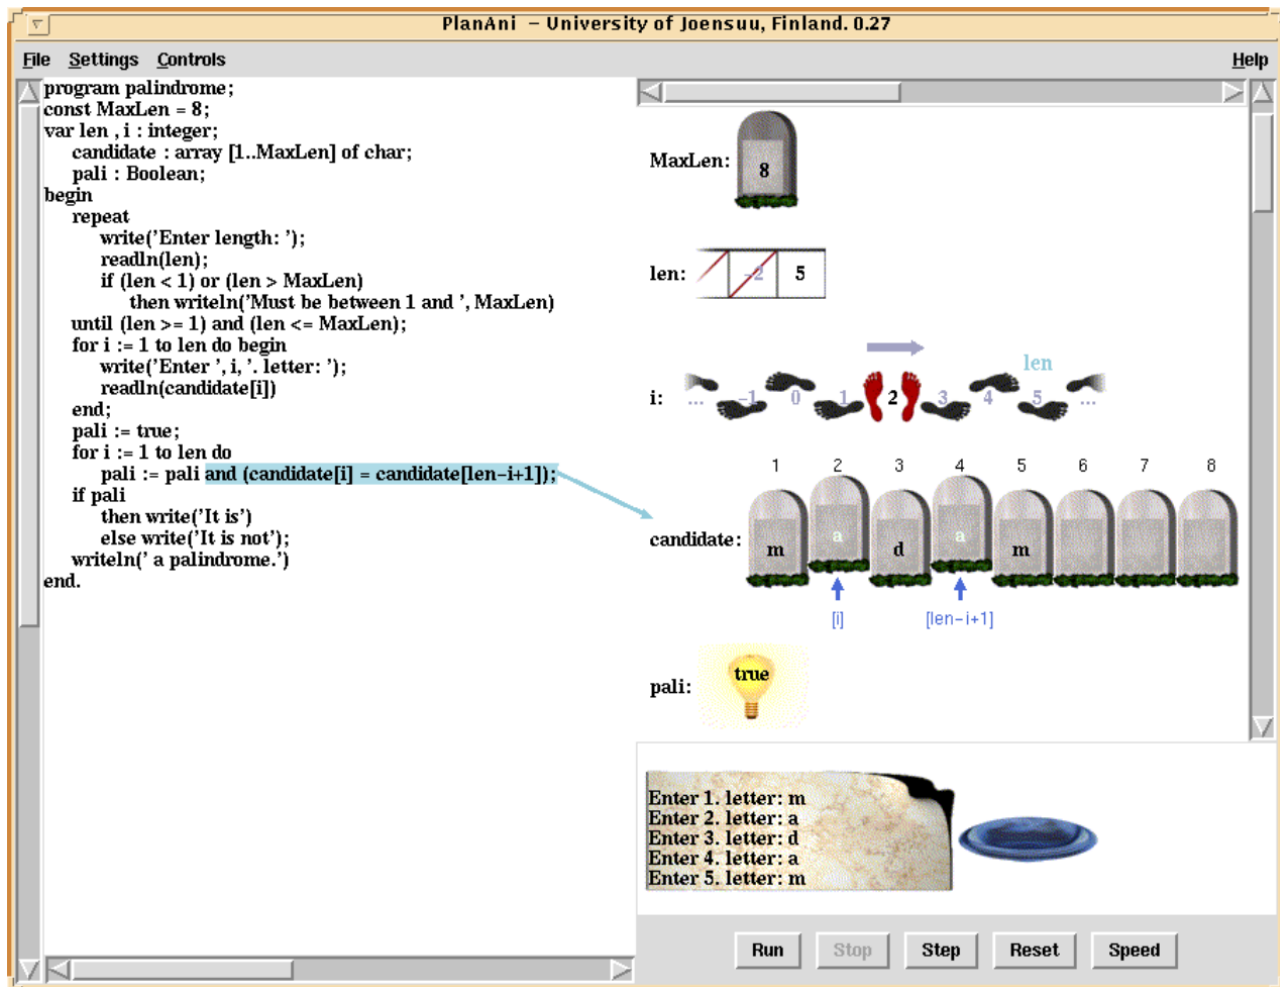 PlanAni – University of Joensuu, Finland. 0.27
File Settings Controls Help
program palindrome;
const MaxLen = 8;
var len , i : integer;
candidate : array [1..MaxLen] of char;
pali : Boolean;
begin
repeat
write('Enter length: ');
readln(len);
if (len < 1) or (len > MaxLen)
then writeln('Must be between 1 and ', MaxLen)
until (len >= 1) and (len <= MaxLen);
for i := 1 to len do begin
write('Enter ', i, '. letter: ');
readln(candidate[i])
end;
pali := true;
for i := 1 to len do
pali := pali and (candidate[i] = candidate[len-i+1]);
if pali
then write('It is')
else write('It is not');
writeln(' a palindrome.')
end.
MaxLen: 8
len: -2 5
len
i: ... -1 0 1 2 3 4 5 ...
1 2 3 4 5 6 7 8
candidate: m a d a m
[i] [len-i+1]
pali: true
Enter 1. letter: m
Enter 2. letter: a
Enter 3. letter: d
Enter 4. letter: a
Enter 5. letter: m
Run Stop Step Reset Speed